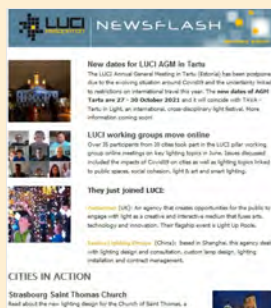 LUCI NEWSFLASH
New dates for LUCI AGM in Tartu
The LUCI Annual General Meeting in Tartu (Estonia) has been postponed
due to the evolving situation around Covid19 and the uncertainty linked
to restrictions on international travel this year. The new dates of AGM
Tartu are 27 - 30 October 2021 and it will coincide with TAVA -
Tartu in Light, an international, cross-disciplinary light festival. More
information coming soon!
LUCI working groups move online
Over 35 participants from 20 cities took part in the LUCI pilar working
group online meetings on key lighting topics in June. Issues discussed
included the impacts of Covid19 on cities as well as lighting topics linked
to public spaces, social cohesion, light & art and smart lighting.
They just joined LUCI:
(UK): An agency that creates opportunities for the public to
engage with light as a creative and interactive medium that fuses arts,
technology and innovation. Their flagship event is Light Up Poole.
(China): based in Shanghai, this agency deals
with lighting design and consultation, custom lamp design, lighting
installation and contract management.
CITIES IN ACTION
Strasbourg Saint Thomas Church
Read about the new lighting design for the Church of Saint Thomas, a